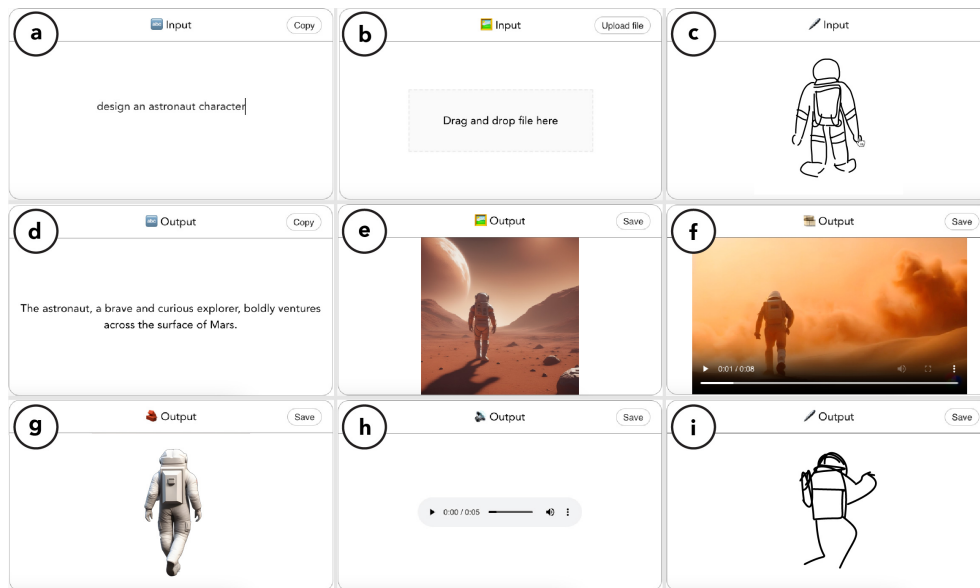 a
Input
Copy
design an astronaut character
b
Input
Upload file
Drag and drop file here
c
Input
d
Output
Copy
The astronaut, a brave and curious explorer, boldly ventures
across the surface of Mars.
e
Output
Save
f
Output
Save
0:01 / 0:08
g
Output
Save
h
Output
Save
0:00 / 0:05
i
Output
Save